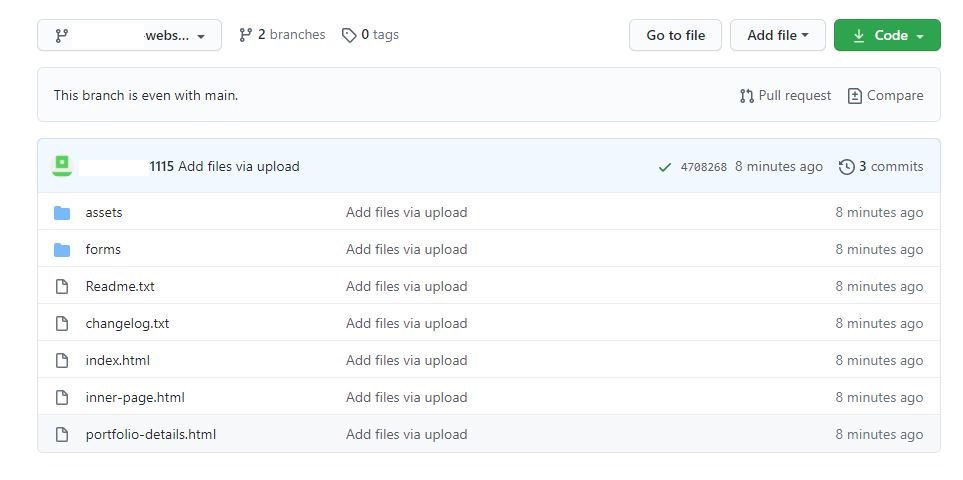 webs... 2 branches 0 tags Go to file Add file Code
This branch is even with main. Pull request Compare
1115 Add files via upload 4708268 8 minutes ago 3 commits
assets Add files via upload 8 minutes ago
forms Add files via upload 8 minutes ago
Readme.txt Add files via upload 8 minutes ago
changelog.txt Add files via upload 8 minutes ago
index.html Add files via upload 8 minutes ago
inner-page.html Add files via upload 8 minutes ago
portfolio-details.html Add files via upload 8 minutes ago